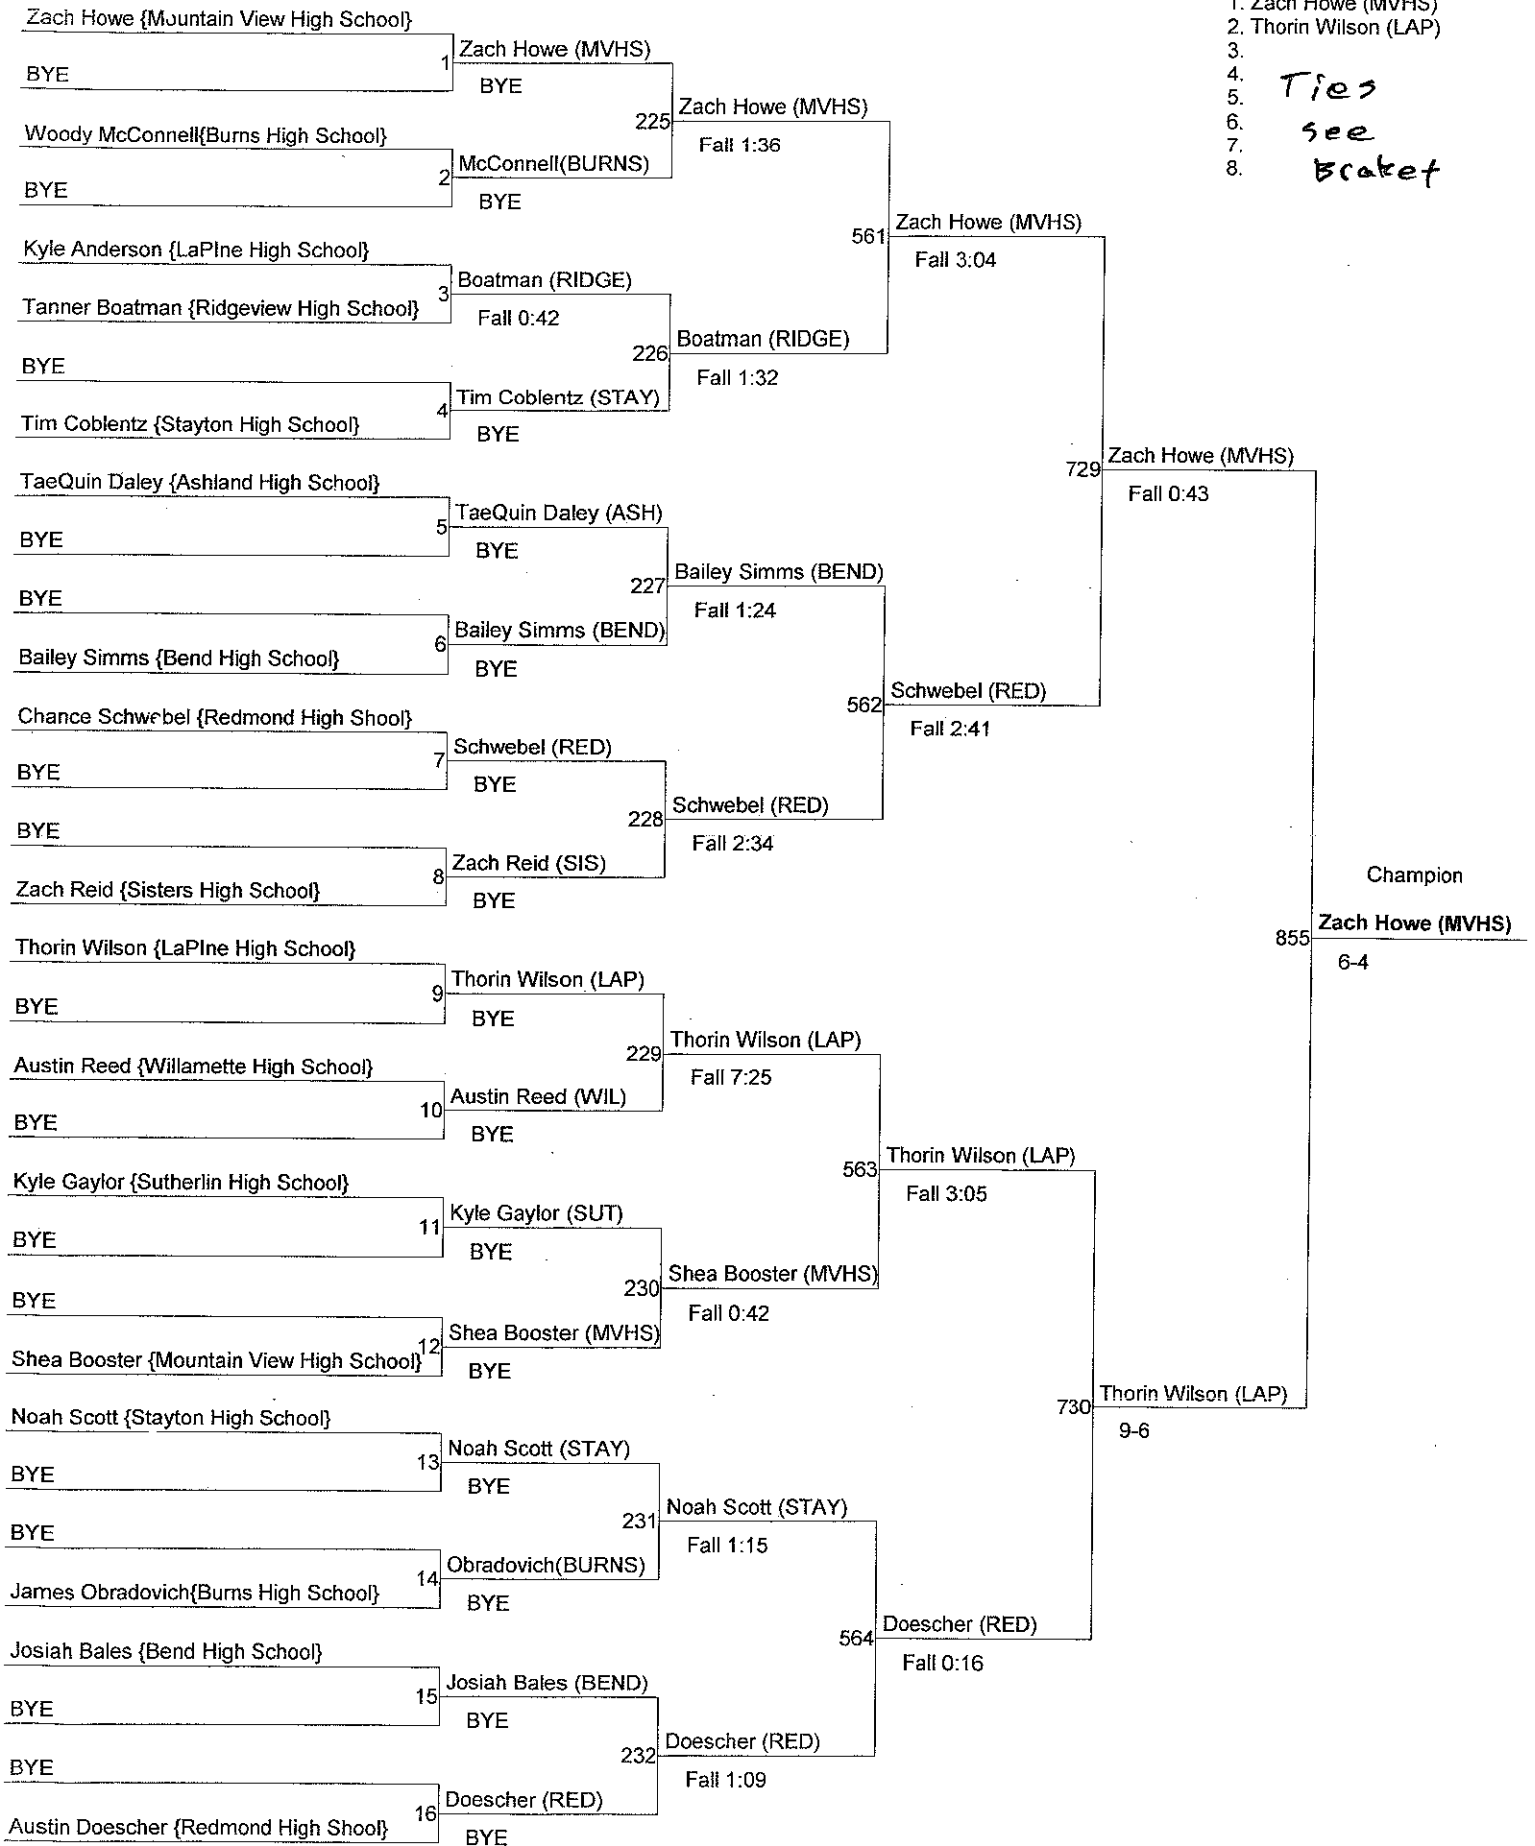 1. Zach Howe (MVHS)
2. Thorin Wilson (LAP)
3.
4.
5.
6.
7.
8.
Ties
see
Braket
Zach Howe {Mountain View High School}
BYE
Woody McConnell{Burns High School}
BYE
Kyle Anderson {LaPIne High School}
Tanner Boatman {Ridgeview High School}
BYE
Tim Coblentz {Stayton High School}
TaeQuin Daley {Ashland High School}
BYE
BYE
Bailey Simms {Bend High School}
Chance Schwebel {Redmond High Shool}
BYE
BYE
Zach Reid {Sisters High School}
Thorin Wilson {LaPIne High School}
BYE
Austin Reed {Willamette High School}
BYE
Kyle Gaylor {Sutherlin High School}
BYE
BYE
Shea Booster {Mountain View High School}
Noah Scott {Stayton High School}
BYE
BYE
James Obradovich{Burns High School}
Josiah Bales {Bend High School}
BYE
BYE
Austin Doescher {Redmond High Shool}
1 Zach Howe (MVHS)
BYE
2 McConnell(BURNS)
BYE
3 Boatman (RIDGE)
Fall 0:42
4 Tim Coblentz (STAY)
BYE
5 TaeQuin Daley (ASH)
BYE
6 Bailey Simms (BEND)
BYE
7 Schwebel (RED)
BYE
8 Zach Reid (SIS)
BYE
9 Thorin Wilson (LAP)
BYE
10 Austin Reed (WIL)
BYE
11 Kyle Gaylor (SUT)
BYE
12 Shea Booster (MVHS)
BYE
13 Noah Scott (STAY)
BYE
14 Obradovich(BURNS)
BYE
15 Josiah Bales (BEND)
BYE
16 Doescher (RED)
BYE
225 Zach Howe (MVHS)
Fall 1:36
226 Boatman (RIDGE)
Fall 1:32
227 Bailey Simms (BEND)
Fall 1:24
228 Schwebel (RED)
Fall 2:34
229 Thorin Wilson (LAP)
Fall 7:25
230 Shea Booster (MVHS)
Fall 0:42
231 Noah Scott (STAY)
Fall 1:15
232 Doescher (RED)
Fall 1:09
561 Zach Howe (MVHS)
Fall 3:04
562 Schwebel (RED)
Fall 2:41
563 Thorin Wilson (LAP)
Fall 3:05
564 Doescher (RED)
Fall 0:16
729 Zach Howe (MVHS)
Fall 0:43
730 Thorin Wilson (LAP)
9-6
Champion
855 Zach Howe (MVHS)
6-4